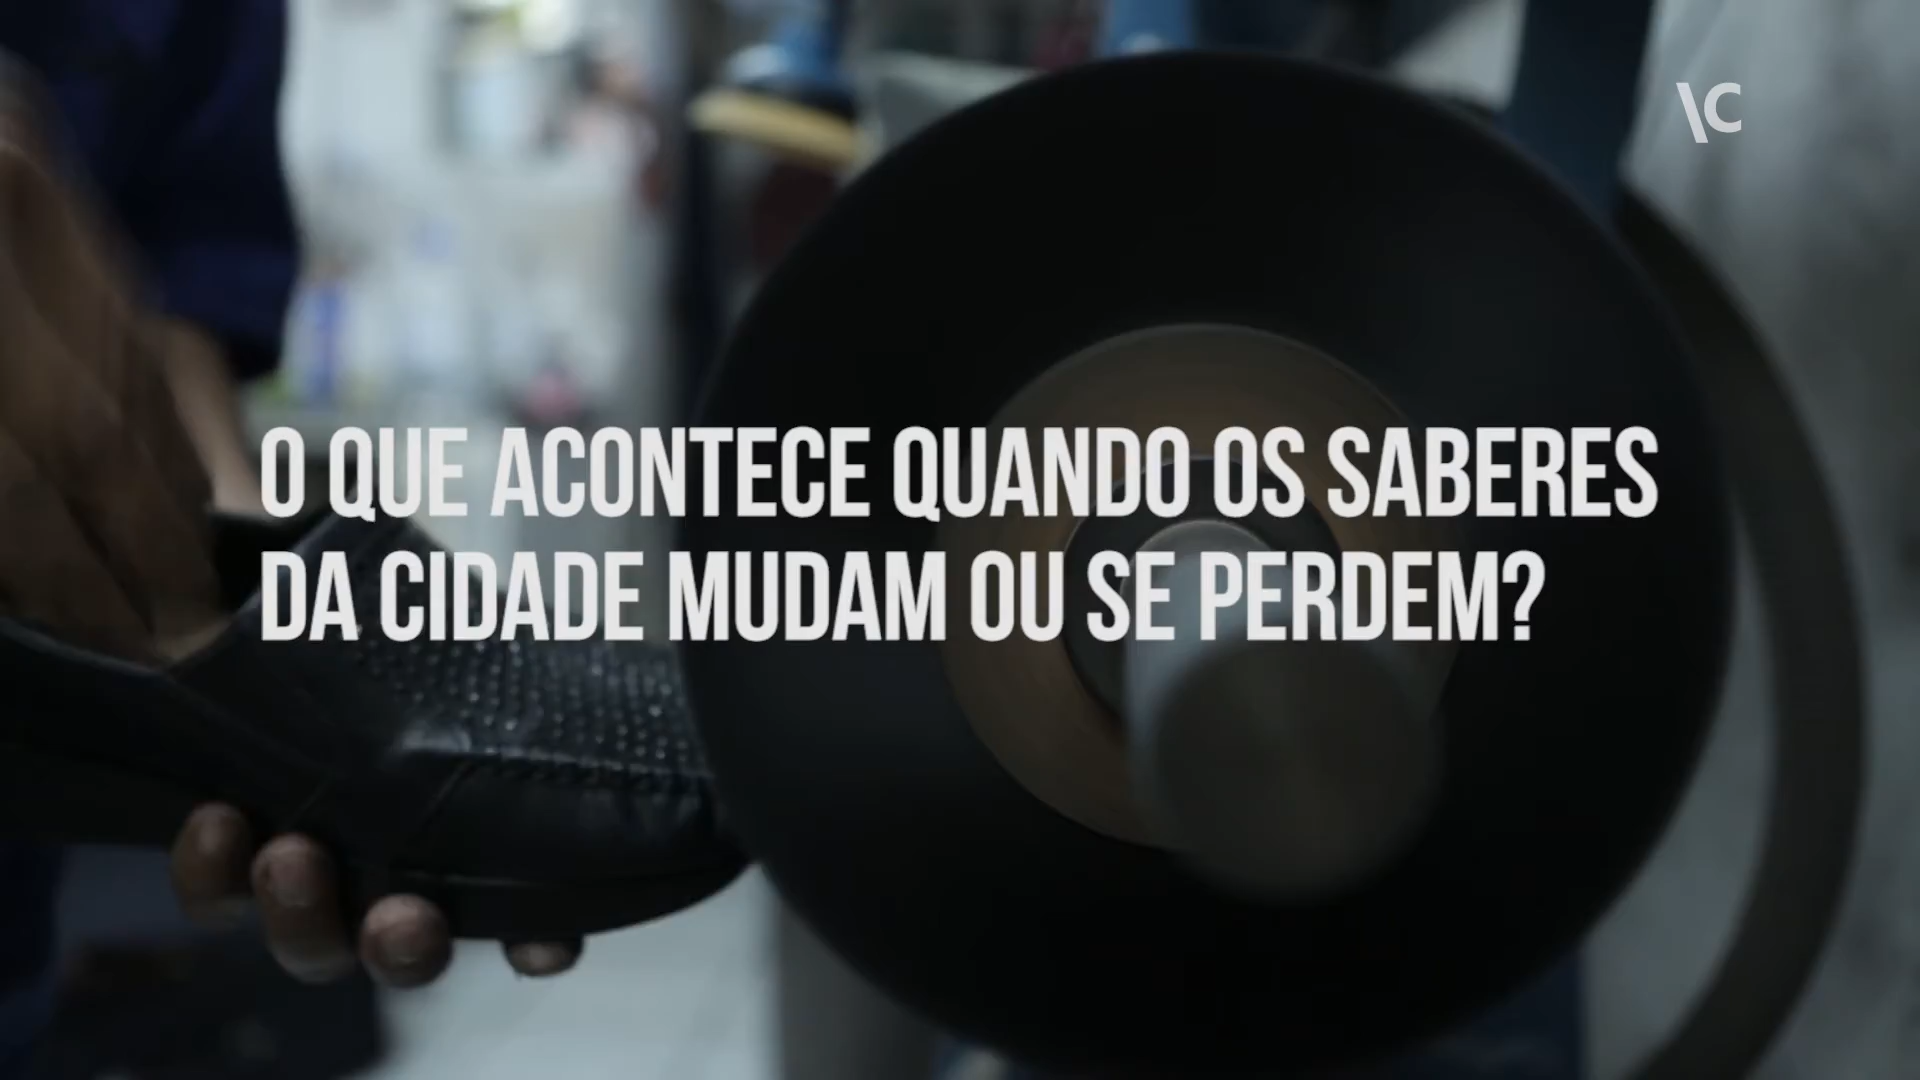 \C
O QUE ACONTECE QUANDO OS SABERES
DA CIDADE MUDAM OU SE PERDEM?